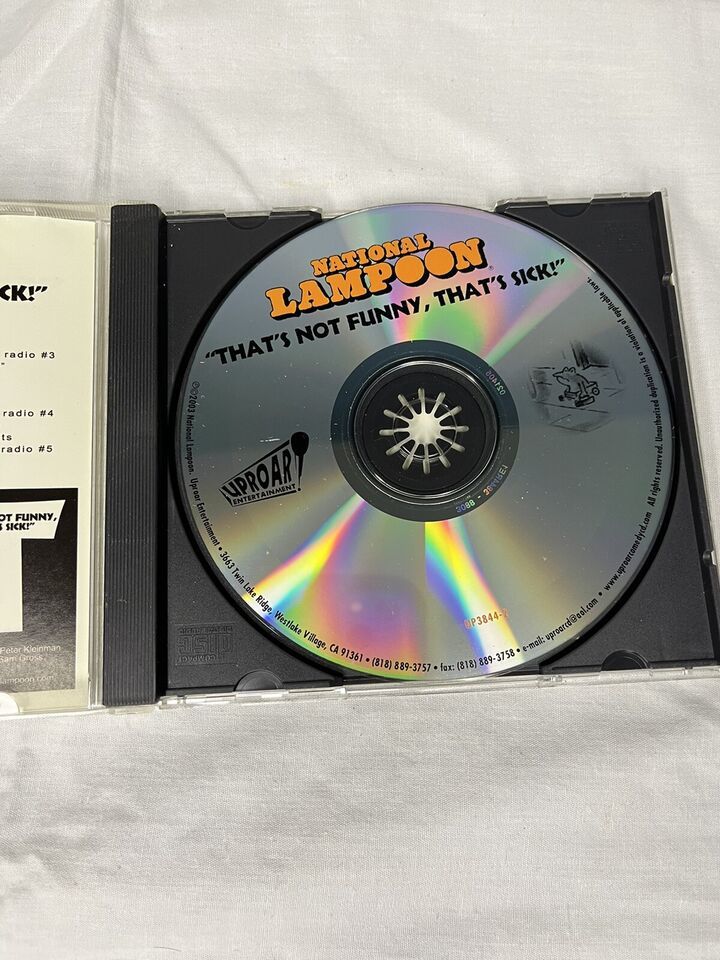 CK!"
radio #3
"
radio #4
ts
radio #5
OT FUNNY,
S SICK!"
Peter Kleinman
Sam Gross
lampoon.com
NATIONAL
LAMPOON®
"THAT'S NOT FUNNY, THAT'S SICK!"
UPROAR!
ENTERTAINMENT
UP3844-2
℗©2003 National Lampoon. Uproar Entertainment • 3663 Twin Lake Ridge, Westlake Village, CA 91361 • (818) 889-3757 • fax: (818) 889-3758 • e-mail: uproarcd@aol.com • www.uproarcomedycd.com All rights reserved. Unauthorized duplication is a violation of applicable laws.
COMPACT
disc